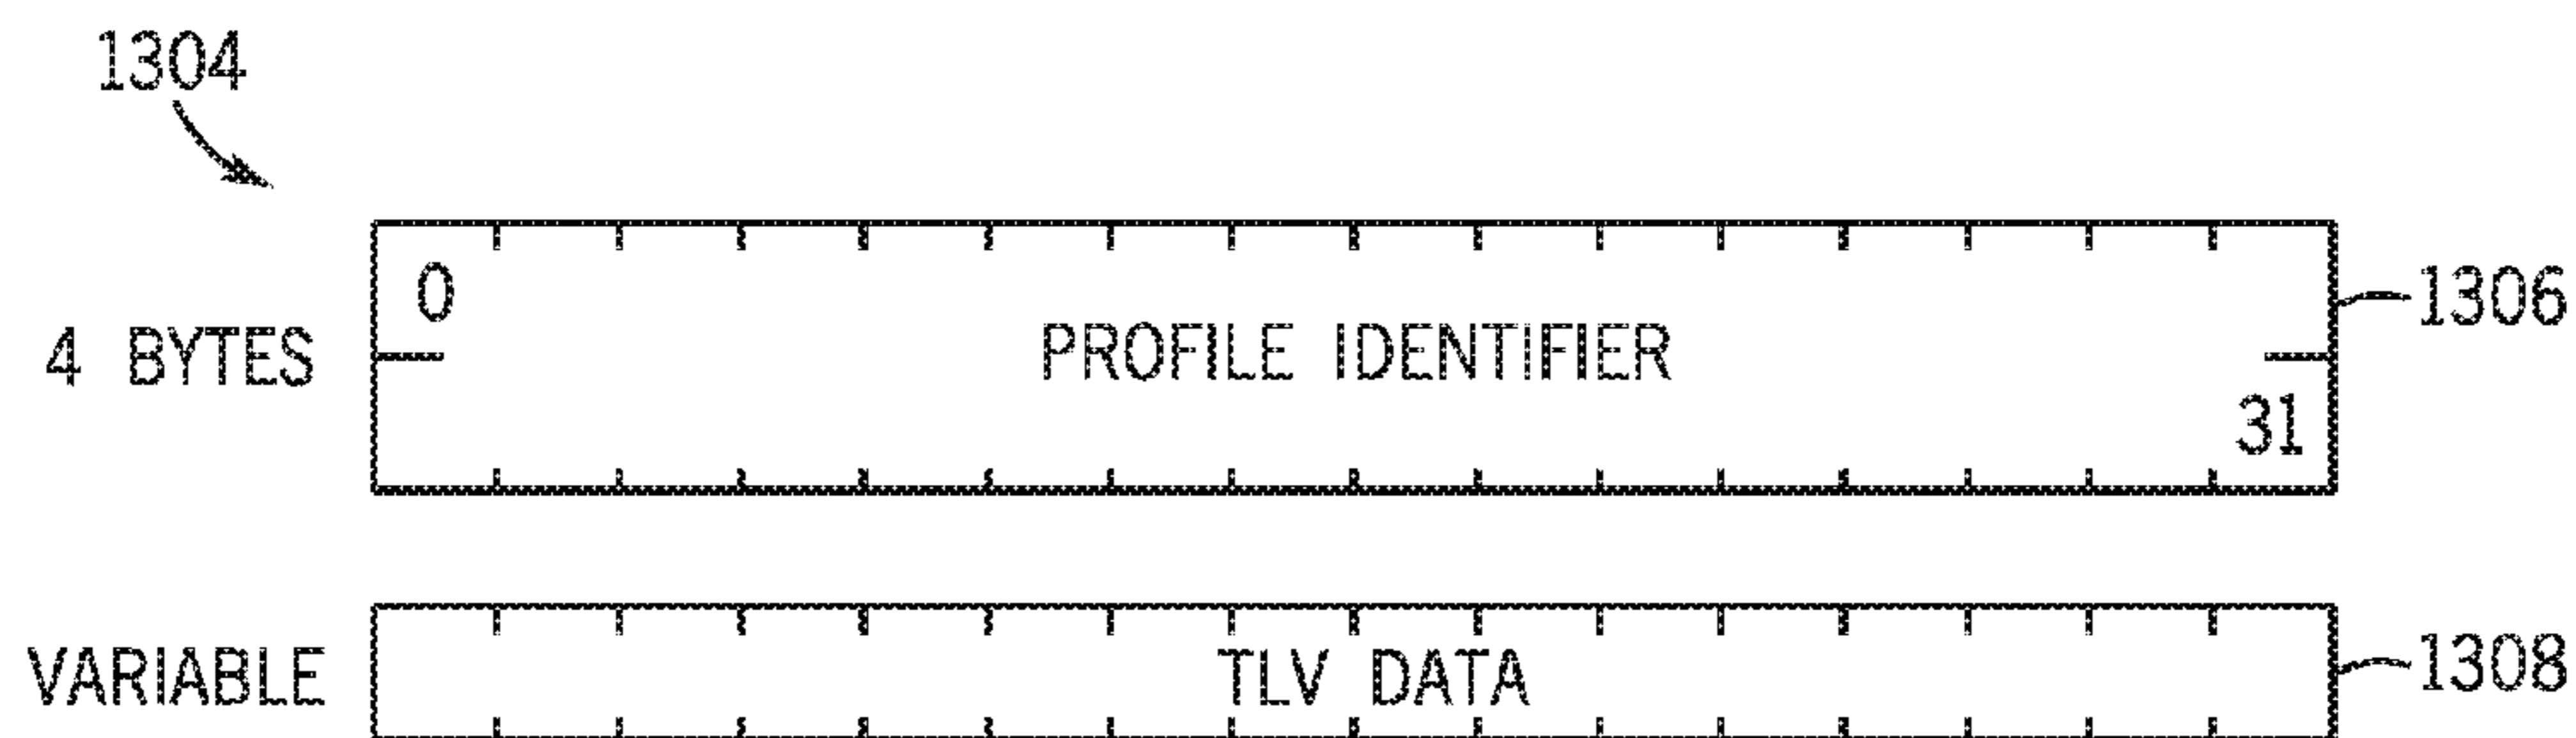 1304
0
4 BYTES PROFILE IDENTIFIER 1306
31
VARIABLE TLV DATA 1308